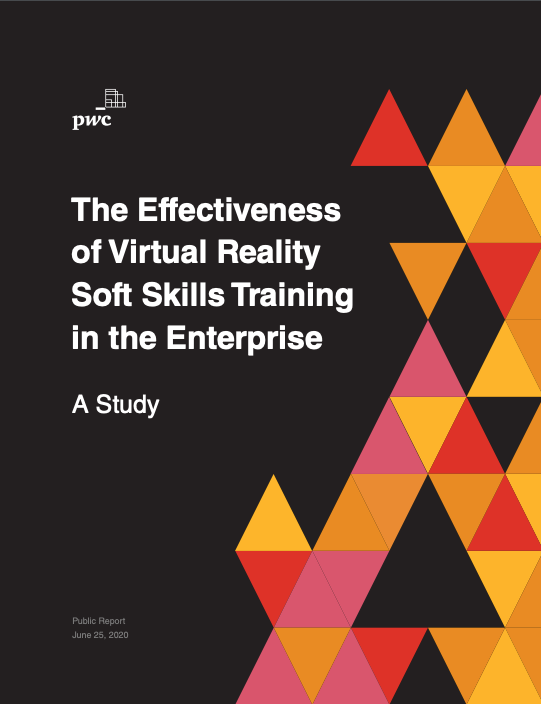 pwc
The Effectiveness
of Virtual Reality
Soft Skills Training
in the Enterprise
A Study
Public Report
June 25, 2020